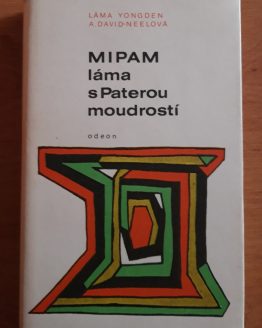 LÁMA YONGDEN
A. DAVID-NEELOVÁ
MIPAM
láma
s Paterou
moudrostí
odeon